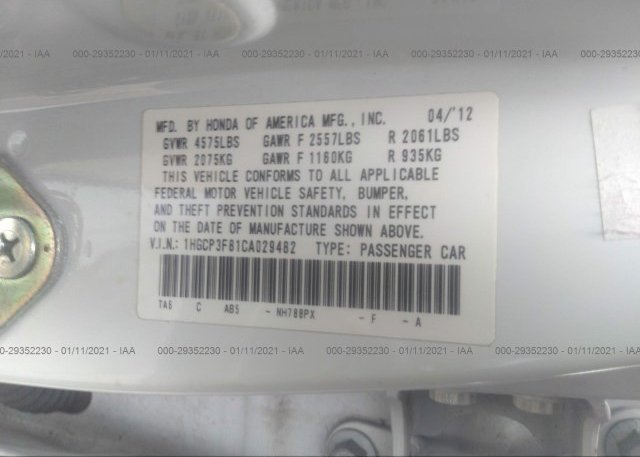 000-29352230 - 01/11/2021 - IAA
MFD. BY HONDA OF AMERICA MFG., INC. 04/'12
GVWR 4575LBS GAWR F 2557LBS R 2061LBS
GVWR 2075KG GAWR F 1160KG R 935KG
THIS VEHICLE CONFORMS TO ALL APPLICABLE
FEDERAL MOTOR VEHICLE SAFETY, BUMPER,
AND THEFT PREVENTION STANDARDS IN EFFECT
ON THE DATE OF MANUFACTURE SHOWN ABOVE.
V.I.N.: 1HGCP3F81CA029482 TYPE: PASSENGER CAR
TA6 C AB5 - NH788PX - F - A
000-29352230 - 01/11/2021 - IAA